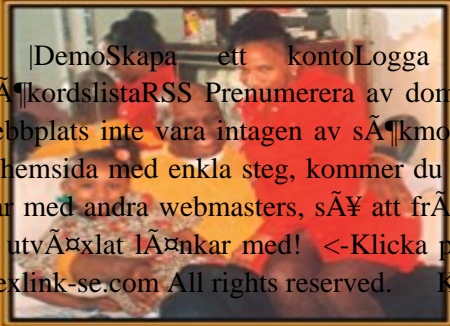 |DemoSkapa ett kontoLogga
Ã¶kordslistaRSS Prenumerera av dom
ebbplats inte vara intagen av sÃ¶kmo
hemsida med enkla steg, kommer du
ar med andra webmasters, sÃ¥ att frÃ
utvÃ¤xlat lÃ¤nkar med! <-Klicka p
exlink-se.com All rights reserved. K